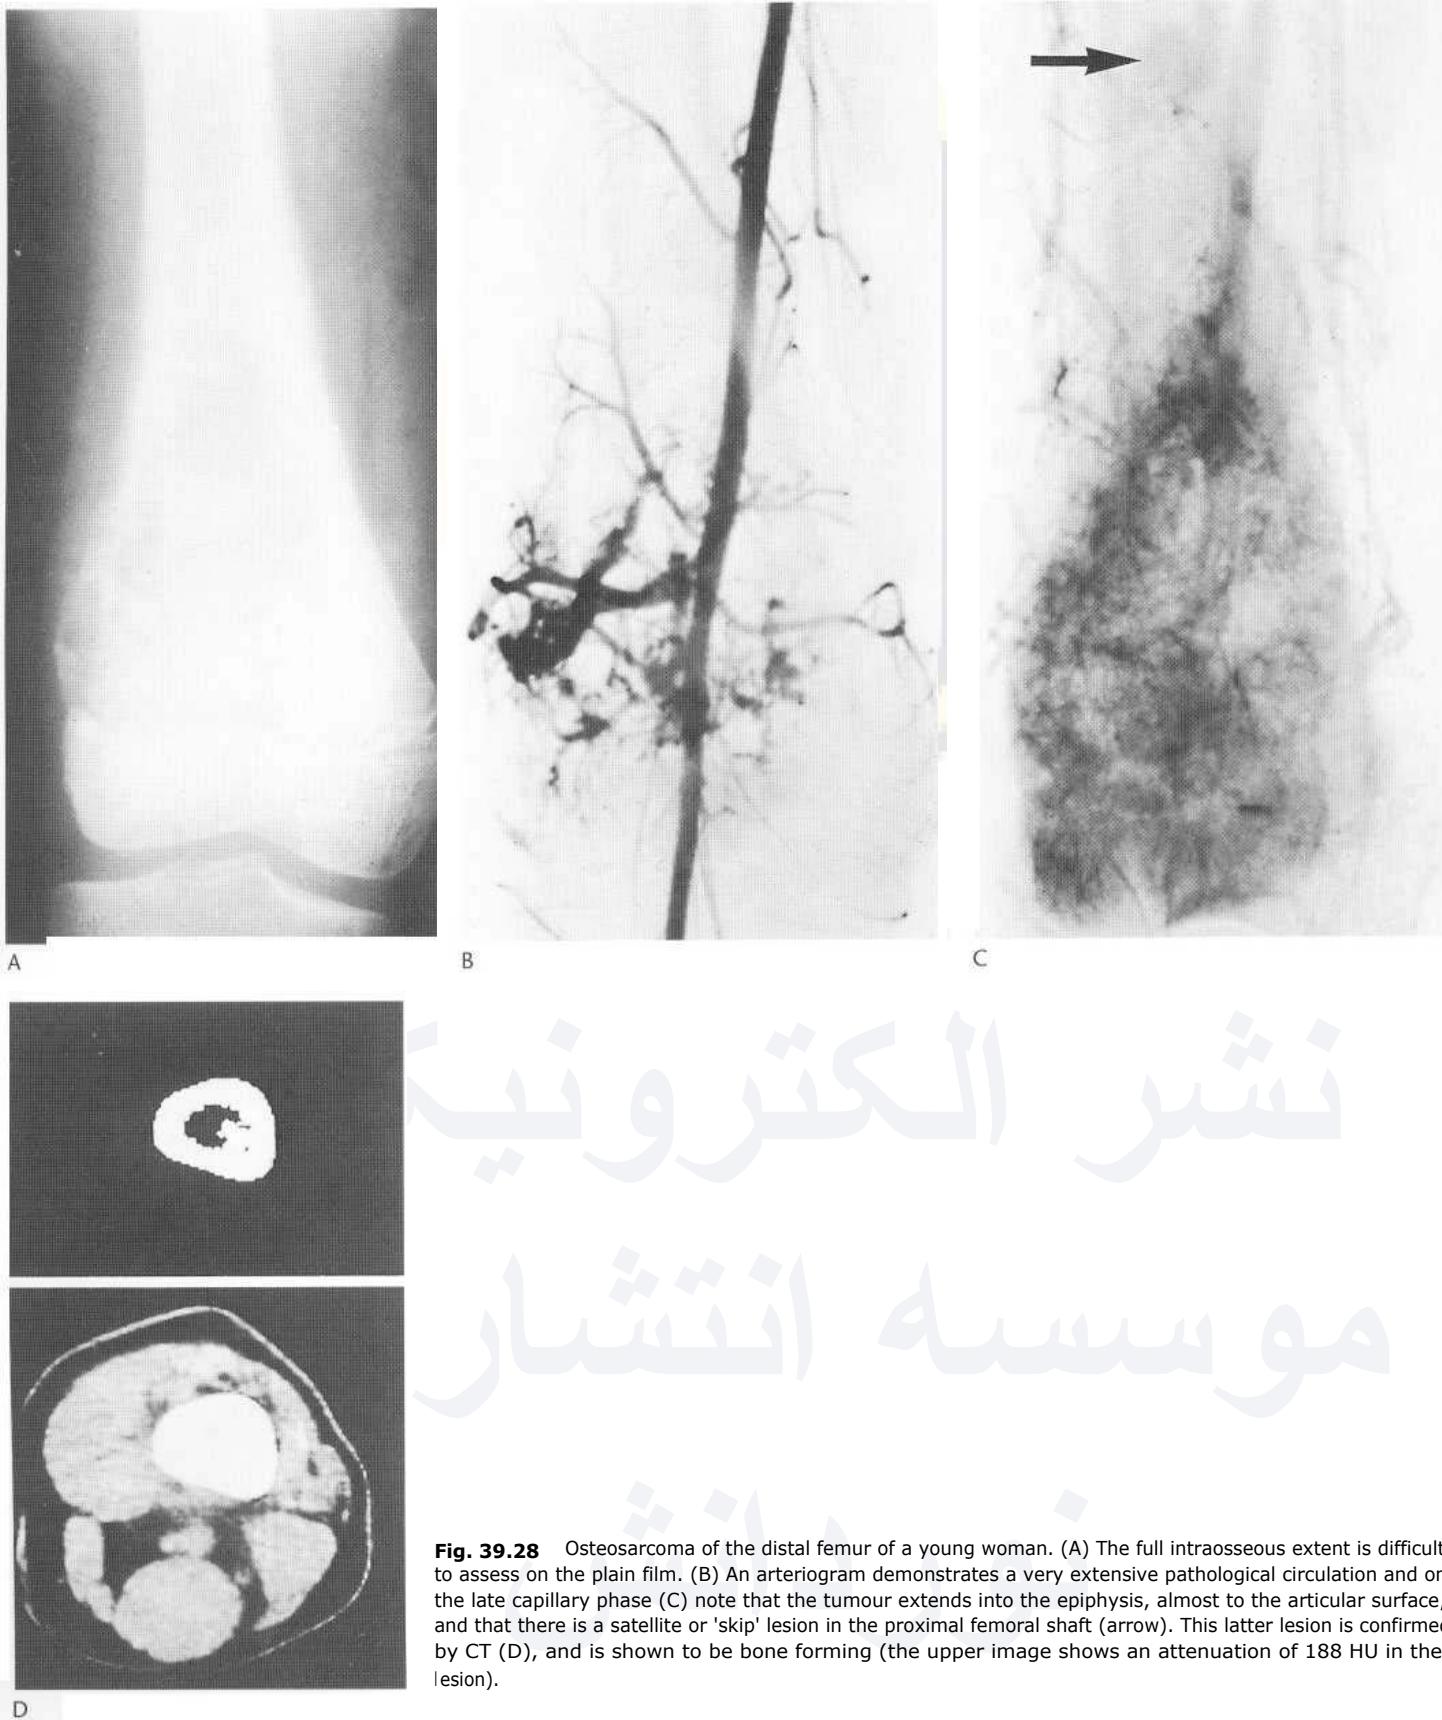 A
B
C
نشر الکترونیک
موسسه انتشار
نور دانش
D
Fig. 39.28 Osteosarcoma of the distal femur of a young woman. (A) The full intraosseous extent is difficult
to assess on the plain film. (B) An arteriogram demonstrates a very extensive pathological circulation and on
the late capillary phase (C) note that the tumour extends into the epiphysis, almost to the articular surface,
and that there is a satellite or 'skip' lesion in the proximal femoral shaft (arrow). This latter lesion is confirmed
by CT (D), and is shown to be bone forming (the upper image shows an attenuation of 188 HU in the
lesion).